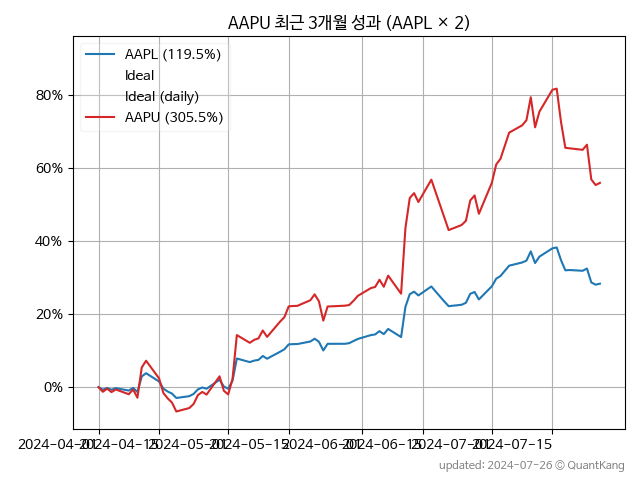 AAPU 최근 3개월 성과 (AAPL × 2)
AAPL (119.5%)
Ideal
Ideal (daily)
AAPU (305.5%)
80%
60%
40%
20%
0%
2024-04-01 2024-04-15 2024-05-01 2024-05-15 2024-06-01 2024-06-15 2024-07-01 2024-07-15
updated: 2024-07-26 © QuantKang